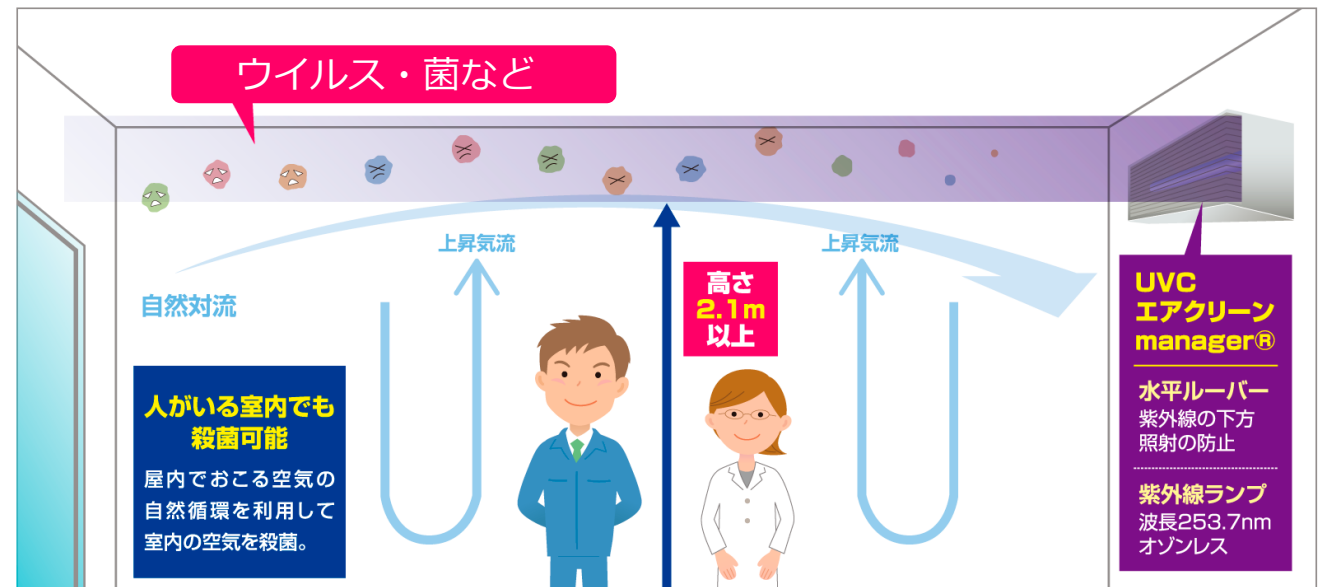 ウイルス・菌など
上昇気流
上昇気流
自然対流
高さ
2.1m
以上
人がいる室内でも
殺菌可能
屋内でおこる空気の
自然循環を利用して
室内の空気を殺菌。
UVC
エアクリーン
manager®
水平ルーバー
紫外線の下方
照射の防止
紫外線ランプ
波長253.7nm
オゾンレス